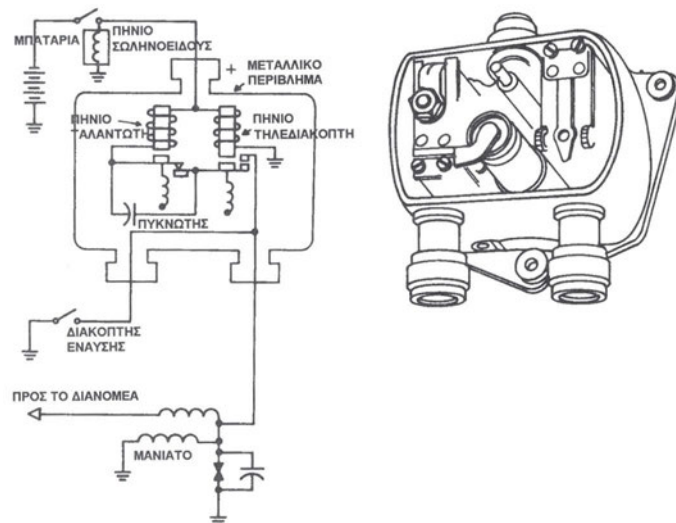 ΜΠΑΤΑΡΙΑ
ΠΗΝΙΟ
ΣΩΛΗΝΟΕΙΔΟΥΣ
+
ΜΕΤΑΛΛΙΚΟ
ΠΕΡΙΒΛΗΜΑ
ΠΗΝΙΟ
ΤΑΛΑΝΤΩΤΗ
ΠΗΝΙΟ
ΤΗΛΕΔΙΑΚΟΠΤΗ
ΠΥΚΝΩΤΗΣ
ΔΙΑΚΟΠΤΗΣ
ΕΝΑΥΣΗΣ
ΠΡΟΣ ΤΟ ΔΙΑΝΟΜΕΑ
ΜΑΝΙΑΤΟ